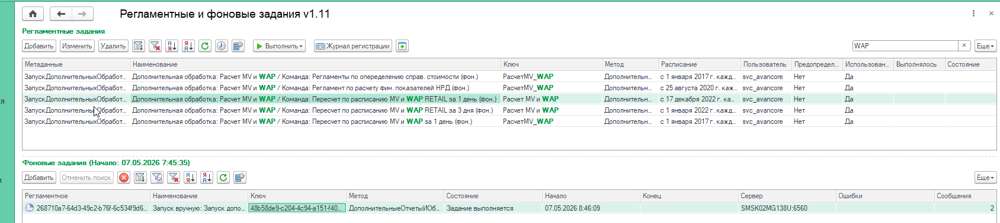 Регламентные и фоновые задания v1.11
Регламентные задания
Добавить Изменить Удалить Выполнить Журнал регистрации WAP × Еще
Метаданные Наименование Ключ Метод Расписание Пользователь Предопредел... Использован... Выполнялось Состояние
ЗапускДополнительныхОбработ... Дополнительная обработка: Расчет MV и WAP / Команда: Регламенты по опеределению справ. стоимости (фон.) РасчетMV_WAP Дополнительн... с 1 января 2017 г. кажд... svc_avancore Нет Да
ЗапускДополнительныхОбработ... Дополнительная обработка: Расчет MV и WAP / Команда: Регламент по расчету фин. показателей НРД (фон.) РасчетMV_WAP Дополнительн... с 25 августа 2020 г. каж... svc_avancore Нет Да
ЗапускДополнительныхОбработ... Дополнительная обработка: Расчет MV и WAP / Команда: Пересчет по расписанию MV и WAP RETAIL за 1 день (фон.) Расчет MV и WAP Дополнительн... с 17 декабря 2022 г. ка... svc_avancore Нет Да
ЗапускДополнительныхОбработ... Дополнительная обработка: Расчет MV и WAP / Команда: Пересчет по расписанию MV и WAP RETAIL за 3 дня (фон.) Расчет MV и WAP Дополнительн... с 1 января 2022 г. кажд... svc_avancore Нет Да
ЗапускДополнительныхОбработ... Дополнительная обработка: Расчет MV и WAP / Команда: Пересчет по расписанию MV и WAP за 1 день (фон.) РасчетMV_WAP Дополнительн... с 1 января 2017 г. кажд... svc_avancore Нет Да
Фоновые задания (Начало: 07.05.2026 7:45:35)
Добавить Отменить поиск Еще
Регламентное Наименование Ключ Метод Состояние Начало Конец Сервер Ошибки Сообщения
268710a7-64d3-49c2-b76f-6c534f9d6... Запуск вручную: Запуск допо... 48b58de9-c204-4c94-a151-f40... ДополнительныеОтчетыИОб... Задание выполняется 07.05.2026 8:46:09 SMSK02MG138U:6560 2